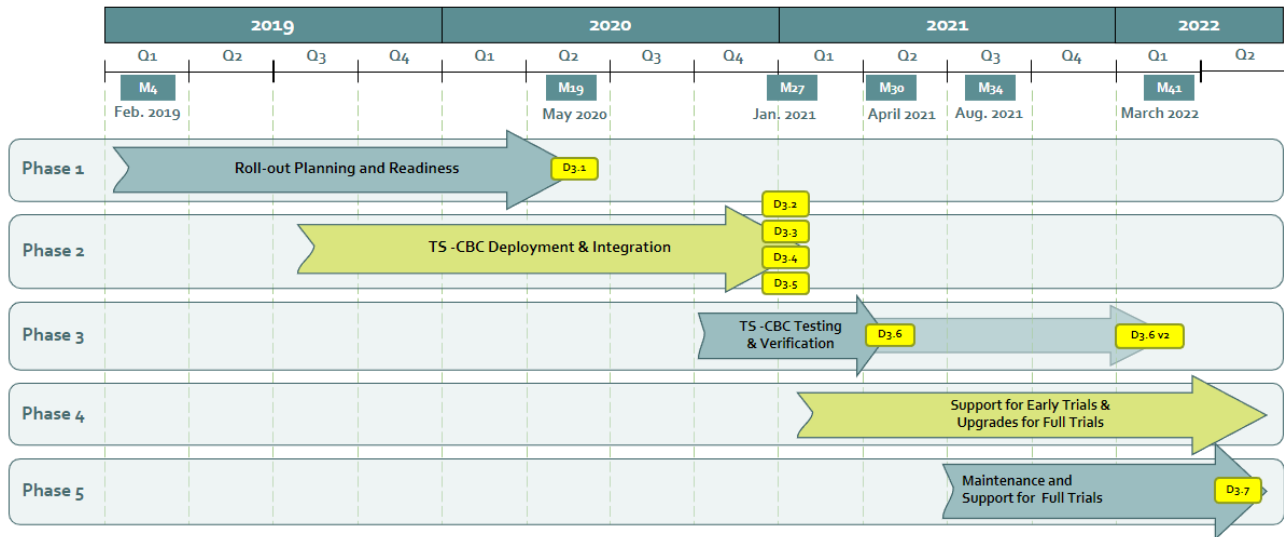 2019 2020 2021 2022
Q1 Q2 Q3 Q4 Q1 Q2 Q3 Q4 Q1 Q2 Q3 Q4 Q1 Q2
M4 M19 M27 M30 M34 M41
Feb. 2019 May 2020 Jan. 2021 April 2021 Aug. 2021 March 2022
Phase 1
Roll-out Planning and Readiness
D3.1
Phase 2
TS -CBC Deployment & Integration
D3.2
D3.3
D3.4
D3.5
Phase 3
TS -CBC Testing
& Verification
D3.6
D3.6 v2
Phase 4
Support for Early Trials &
Upgrades for Full Trials
Phase 5
Maintenance and
Support for Full Trials
D3.7